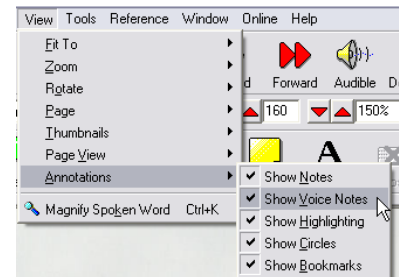 View Tools Reference Window Online Help
Fit To
Zoom
Rotate
d Forward Audible
Page
160 150%
Thumbnails
Page View
A
Annotations
Show Notes
Magnify Spoken Word Ctrl+K
Show Voice Notes
Show Highlighting
Show Circles
Show Bookmarks